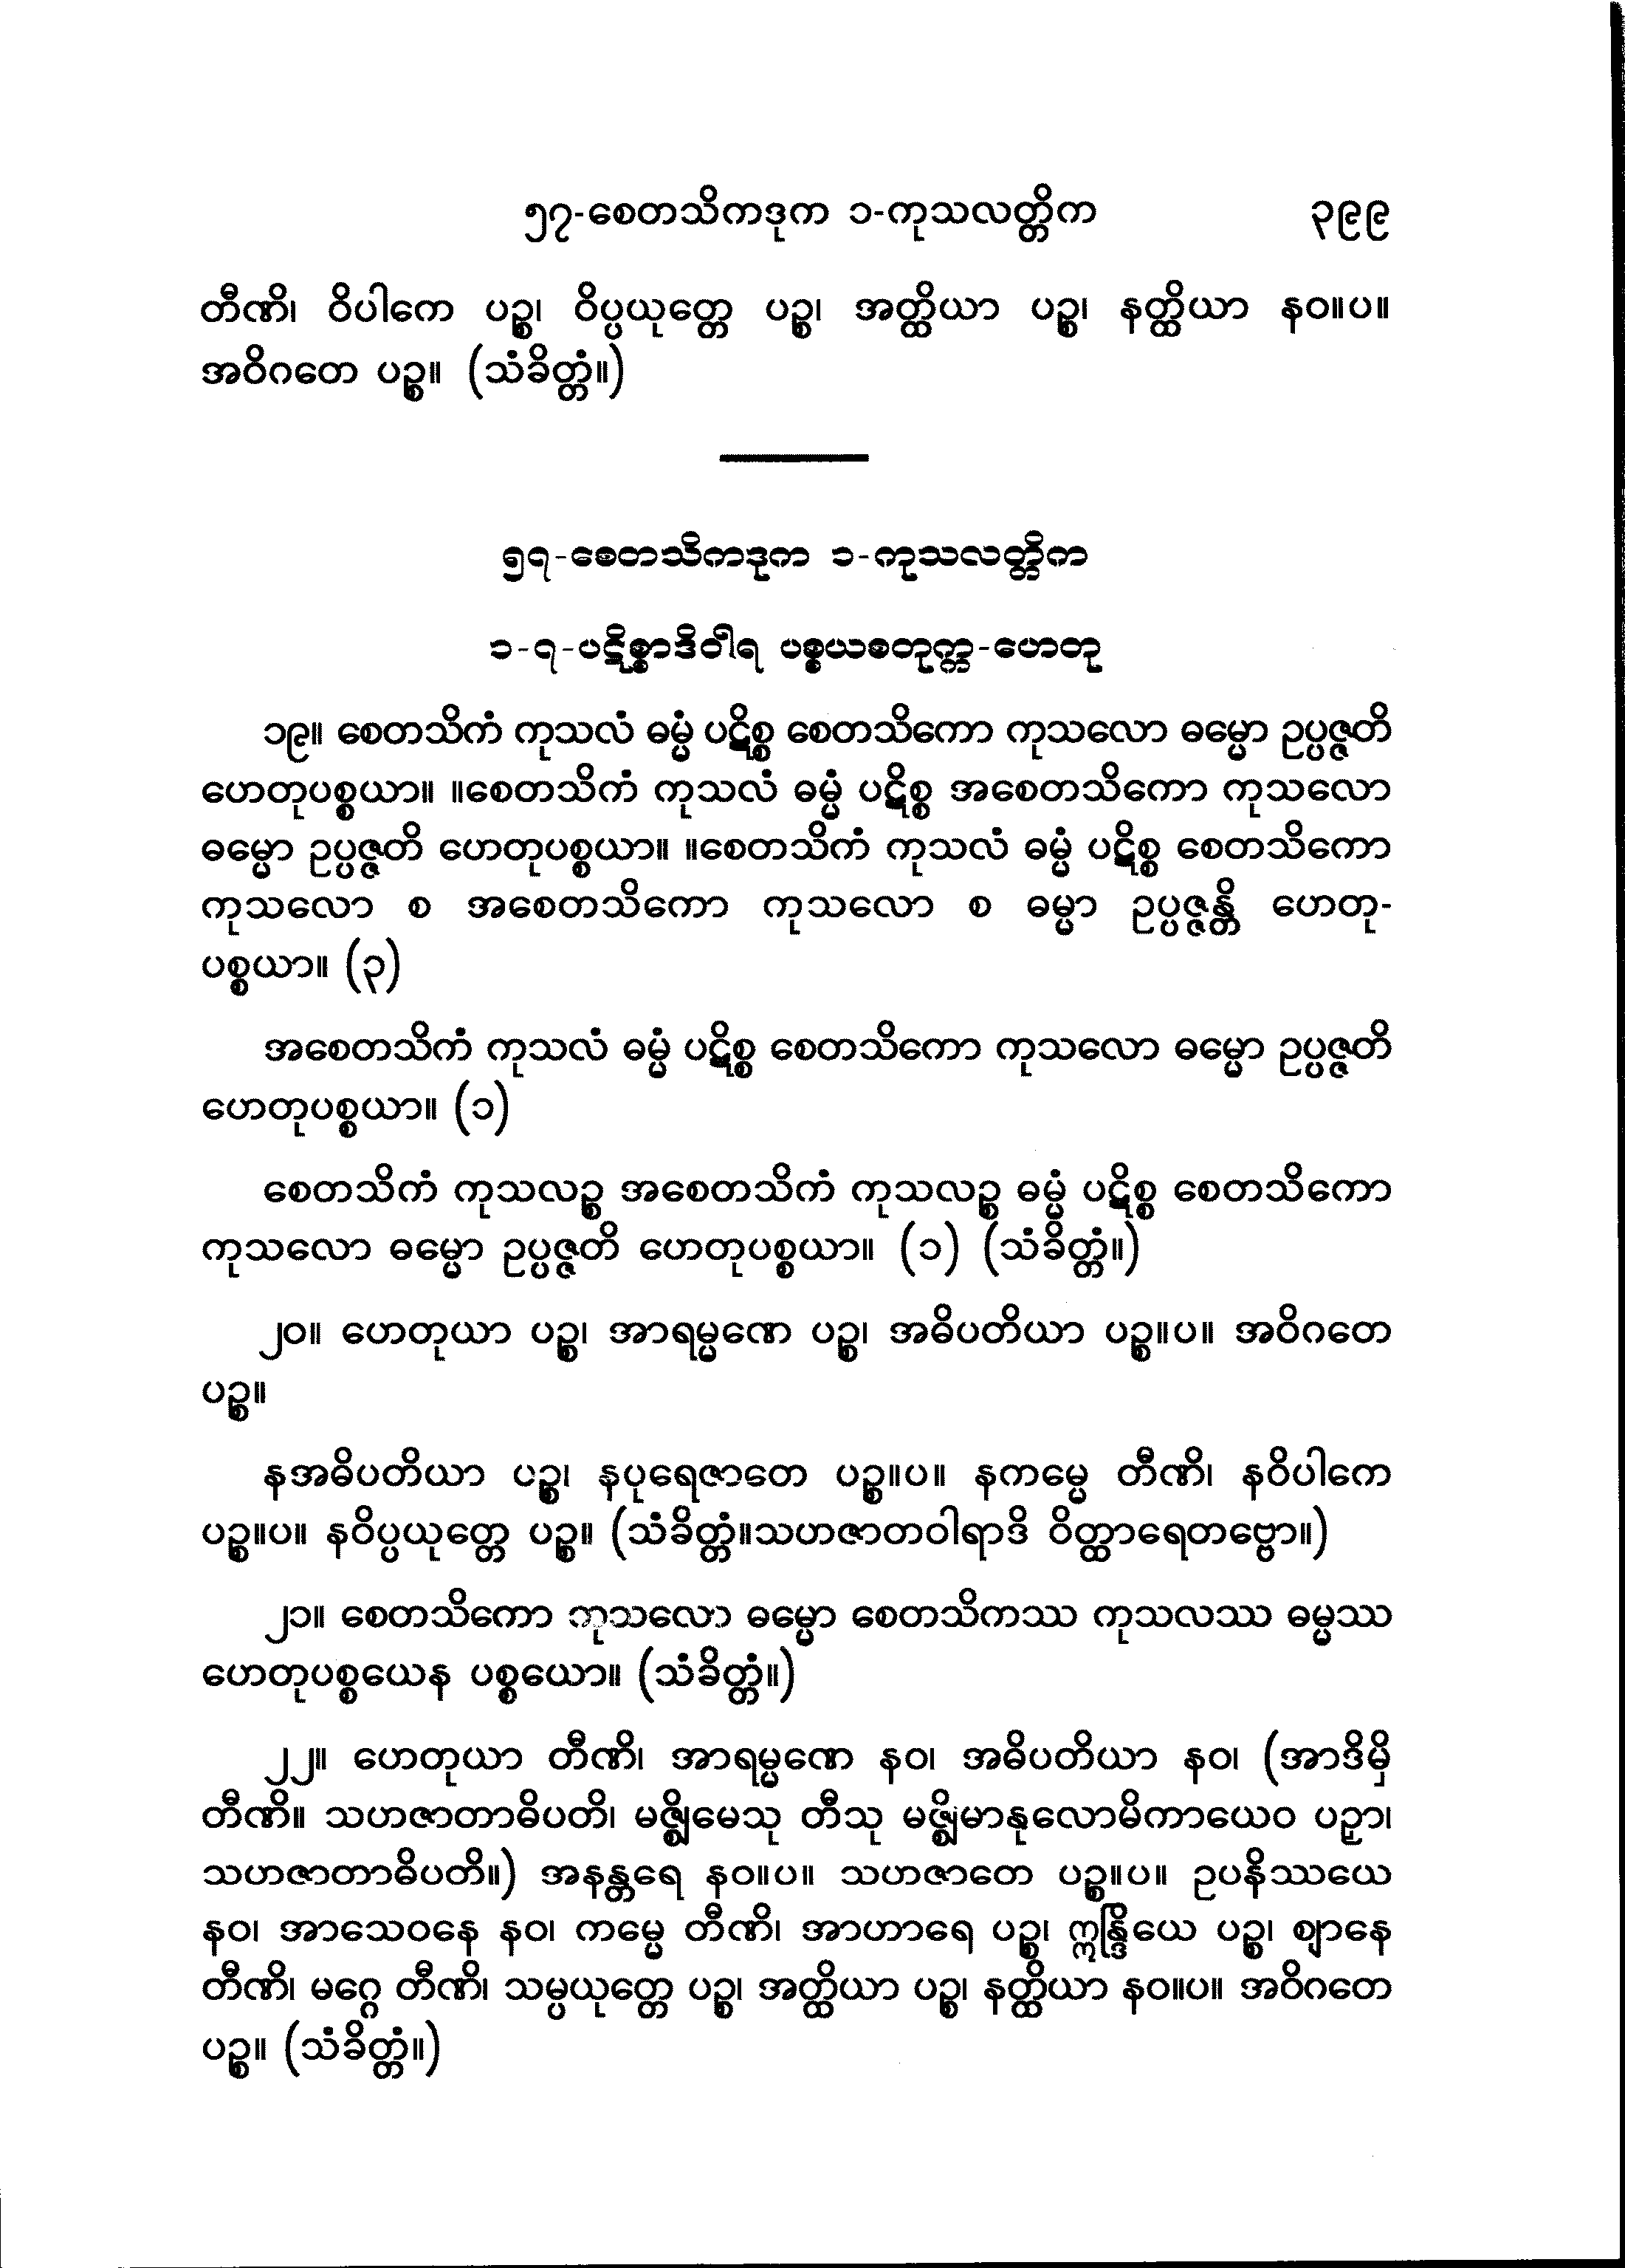 ၅၇-စေတသိကဒုက ၁-ကုသလတ္တိက ၃၉၉
တီဏိ၊ ဝိပါကေ ပဉ္စ၊ ဝိပ္ပယုတ္တေ ပဉ္စ၊ အတ္ထိယာ ပဉ္စ၊ နတ္ထိယာ နဝ။ပ။
အဝိဂတေ ပဉ္စ။ (သံခိတ္တံ။)
၅၇-စေတသိကဒုက ၁-ကုသလတ္တိက
၁-၇-ပဋိစ္စာဒိဝါရ ပစ္စယစတုက္က-ဟေတု
၁၉။ စေတသိကံ ကုသလံ ဓမ္မံ ပဋိစ္စ စေတသိကော ကုသလော ဓမ္မော ဥပ္ပဇ္ဇတိ
ဟေတုပစ္စယာ။ ။စေတသိကံ ကုသလံ ဓမ္မံ ပဋိစ္စ အစေတသိကော ကုသလော
ဓမ္မော ဥပ္ပဇ္ဇတိ ဟေတုပစ္စယာ။ ။စေတသိကံ ကုသလံ ဓမ္မံ ပဋိစ္စ စေတသိကော
ကုသလော စ အစေတသိကော ကုသလော စ ဓမ္မာ ဥပ္ပဇ္ဇန္တိ ဟေတု-
ပစ္စယာ။ (၃)
အစေတသိကံ ကုသလံ ဓမ္မံ ပဋိစ္စ စေတသိကော ကုသလော ဓမ္မော ဥပ္ပဇ္ဇတိ
ဟေတုပစ္စယာ။ (၁)
စေတသိကံ ကုသလဉ္စ အစေတသိကံ ကုသလဉ္စ ဓမ္မံ ပဋိစ္စ စေတသိကော
ကုသလော ဓမ္မော ဥပ္ပဇ္ဇတိ ဟေတုပစ္စယာ။ (၁) (သံခိတ္တံ။)
၂၀။ ဟေတုယာ ပဉ္စ၊ အာရမ္မဏေ ပဉ္စ၊ အဓိပတိယာ ပဉ္စ။ပ။ အဝိဂတေ
ပဉ္စ။
နအဓိပတိယာ ပဉ္စ၊ နပုရေဇာတေ ပဉ္စ။ပ။ နကမ္မေ တီဏိ၊ နဝိပါကေ
ပဉ္စ။ပ။ နဝိပ္ပယုတ္တေ ပဉ္စ။ (သံခိတ္တံ။သဟဇာတဝါရာဒိ ဝိတ္ထာရေတဗ္ဗော။)
၂၁။ စေတသိကော ကုသလော ဓမ္မော စေတသိကဿ ကုသလဿ ဓမ္မဿ
ဟေတုပစ္စယေန ပစ္စယော။ (သံခိတ္တံ။)
၂၂။ ဟေတုယာ တီဏိ၊ အာရမ္မဏေ နဝ၊ အဓိပတိယာ နဝ၊ (အာဒိမှိ
တီဏိ။ သဟဇာတာဓိပတိ၊ မဇ္ဈိမေသု တီသု မဇ္ဈိမာနုလောမိကာယေဝ ပဉှာ၊
သဟဇာတာဓိပတိ။) အနန္တရေ နဝ။ပ။ သဟဇာတေ ပဉ္စ။ပ။ ဥပနိဿယေ
နဝ၊ အာသေဝနေ နဝ၊ ကမ္မေ တီဏိ၊ အာဟာရေ ပဉ္စ၊ ဣန္ဒြိယေ ပဉ္စ၊ ဈာနေ
တီဏိ၊ မဂ္ဂေ တီဏိ၊ သမ္ပယုတ္တေ ပဉ္စ၊ အတ္ထိယာ ပဉ္စ၊ နတ္ထိယာ နဝ။ပ။ အဝိဂတေ
ပဉ္စ။ (သံခိတ္တံ။)